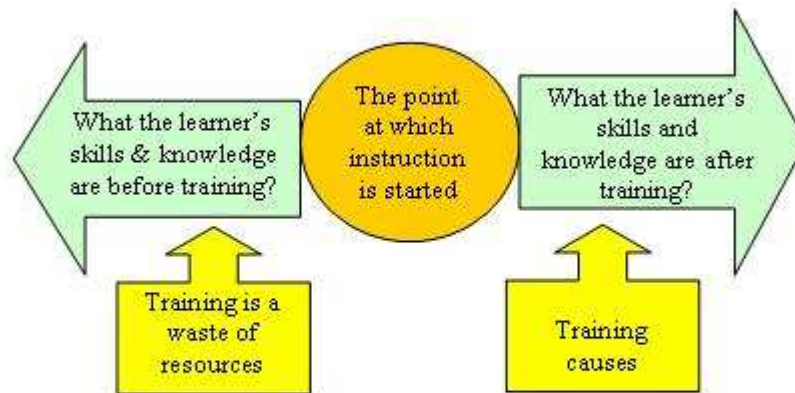 What the learner's
skills & knowledge
are before training?
The point
at which
instruction
is started
What the learner's
skills and
knowledge are after
training?
Training is a
waste of
resources
Training
causes